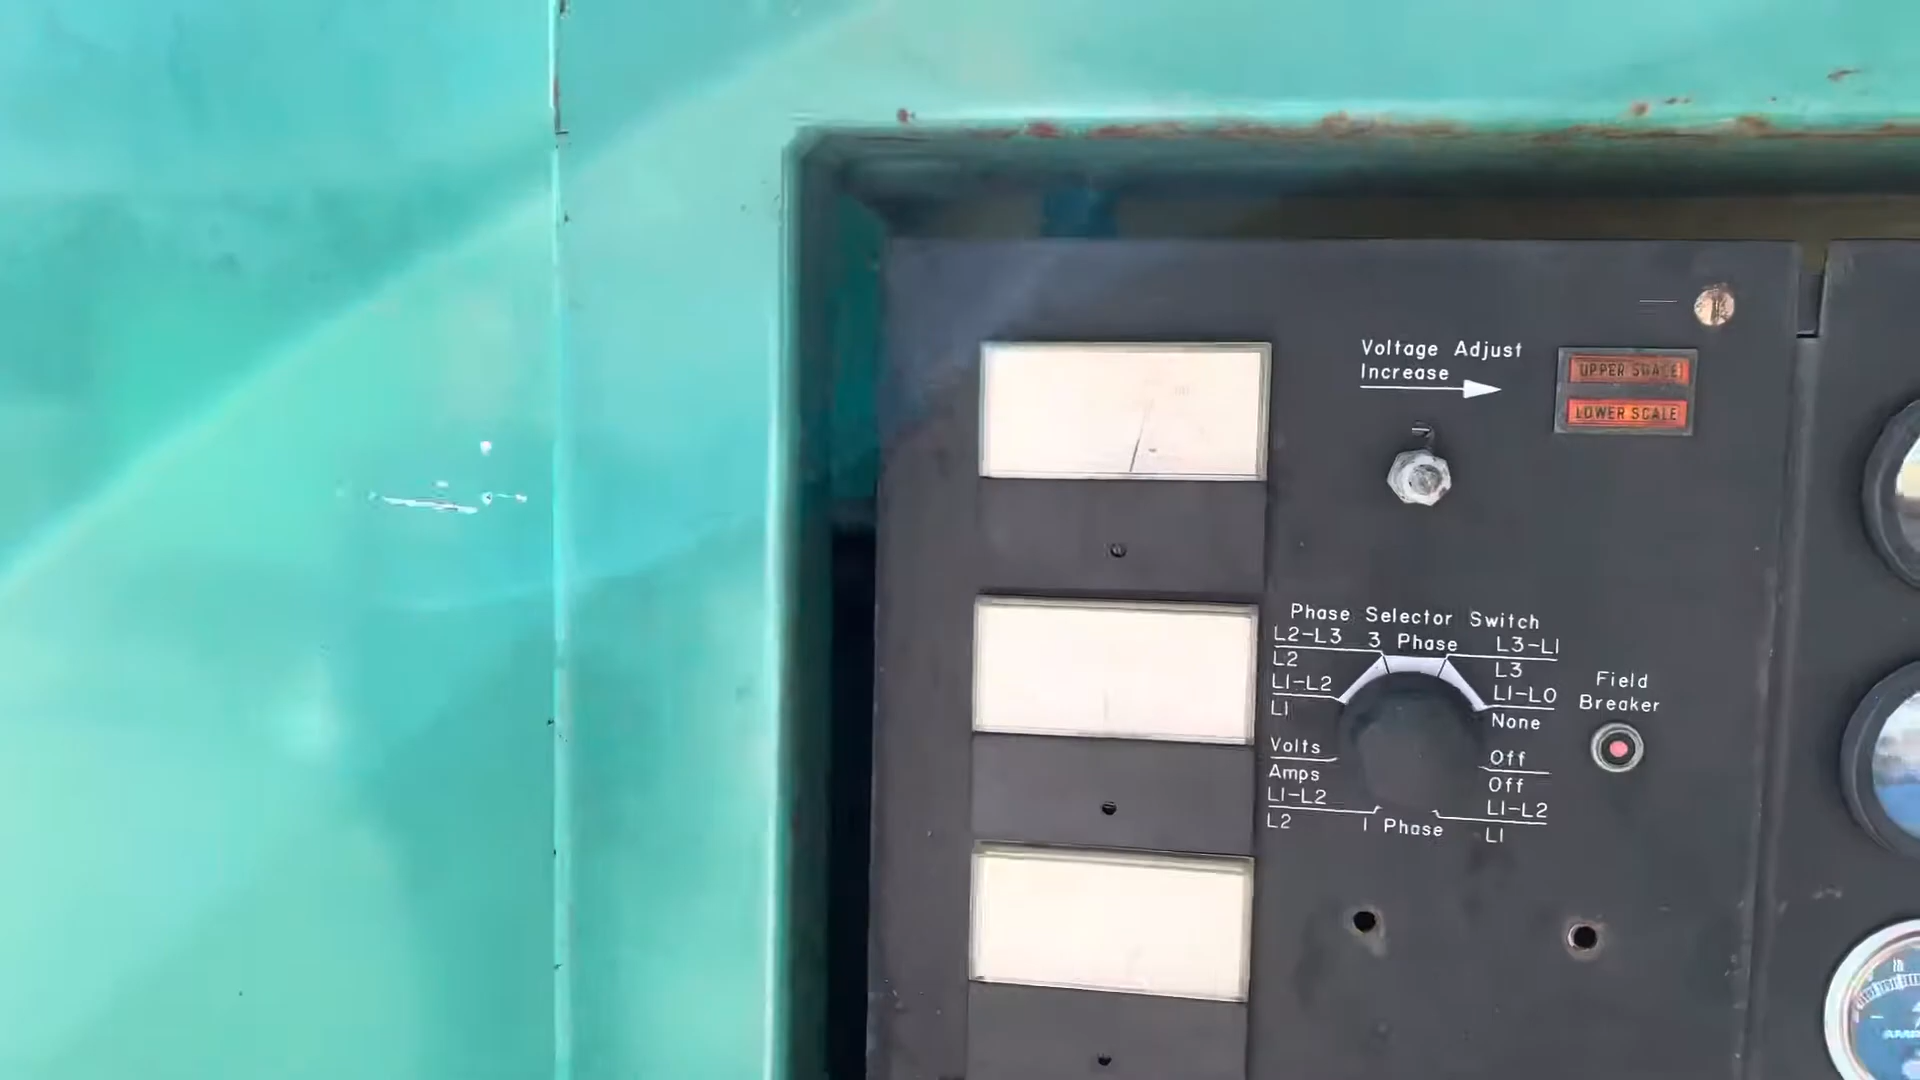 Voltage Adjust
Increase
UPPER SCALE
LOWER SCALE
Phase Selector Switch
L2-L3 3 Phase L3-L1
L2 L3
L1-L2 L1-L0
L1 None
Field
Breaker
Volts Off
Amps Off
L1-L2 L1-L2
L2 1 Phase L1